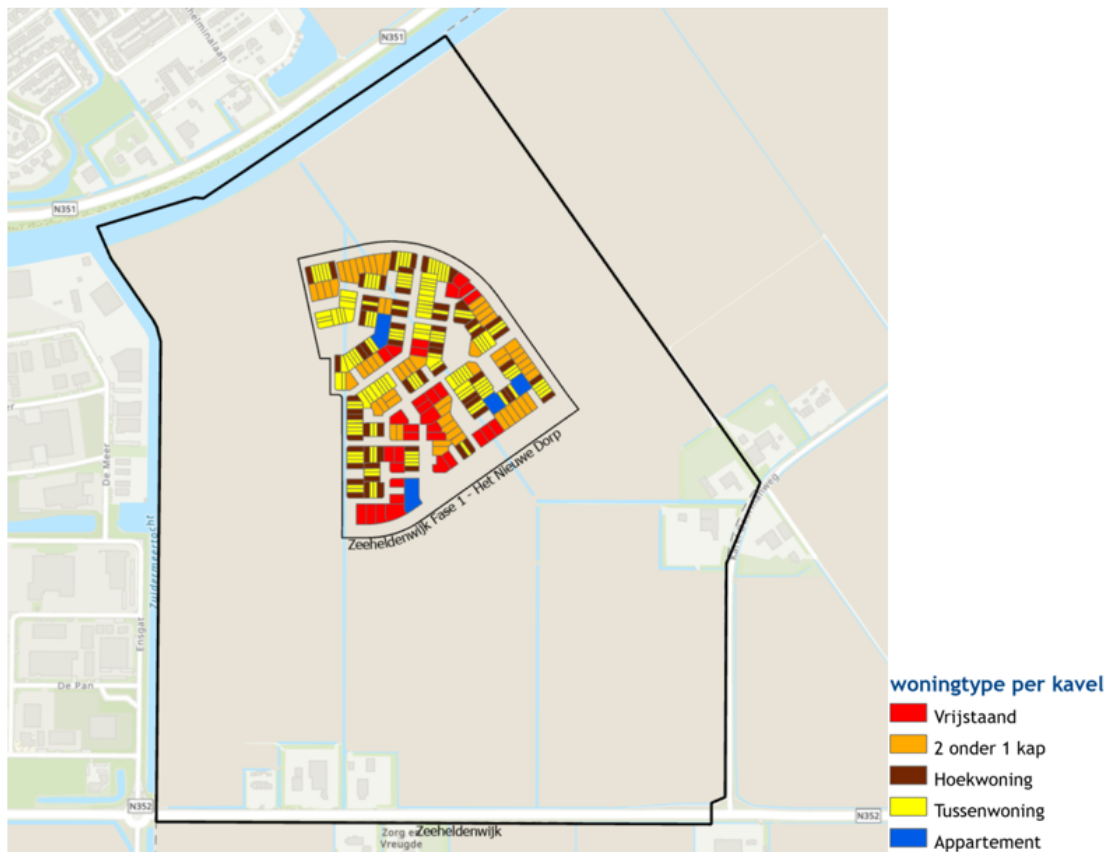 N351
N351
De Meer
Zuidermeertocht
Ensgat
De Pan
N352
N352
Zorg en
Vreugde
Zeeheldenwijk
Zeeheldenwijk Fase 1 - Het Nieuwe Dorp
woningtype per kavel
Vrijstaand
2 onder 1 kap
Hoekwoning
Tussenwoning
Appartement